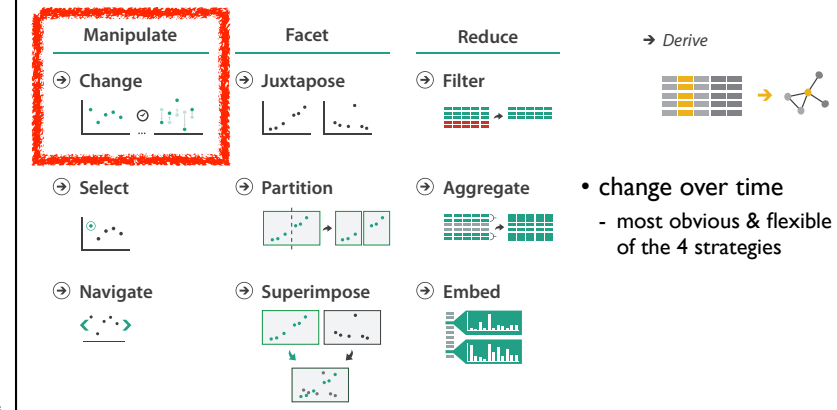 Manipulate
Facet
Reduce
→ Derive
→ Change
→ Juxtapose
→ Filter
...
→ Select
→ Partition
→ Aggregate
• change over time
- most obvious & flexible
of the 4 strategies
→ Navigate
→ Superimpose
→ Embed